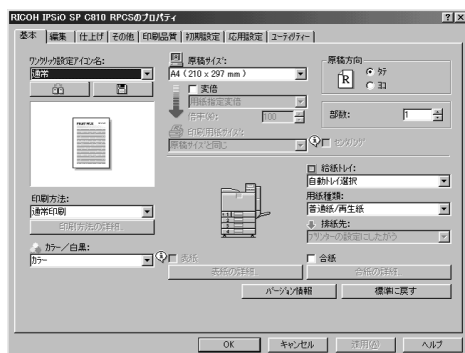 RICOH IPSiO SP C810 RPCSのプロパティ
基本
編集
仕上げ
その他
印刷品質
初期設定
応用設定
ユーティリティー
ワンクリック設定アイコン名:
通常
印刷方法:
通常印刷
印刷方法の詳細...
カラー/白黒:
カラー
原稿サイズ:
A4 (210 x 297 mm)
変倍
用紙指定変倍
倍率(%):
100
印刷用紙サイズ:
原稿サイズと同じ
原稿方向
タテ
ヨコ
部数:
1
センタリング
給紙トレイ:
自動トレイ選択
用紙種類:
普通紙/再生紙
排紙先:
プリンターの設定にしたがう
表紙
表紙の詳細...
合紙
合紙の詳細...
バージョン情報
標準に戻す
OK
キャンセル
適用(A)
ヘルプ